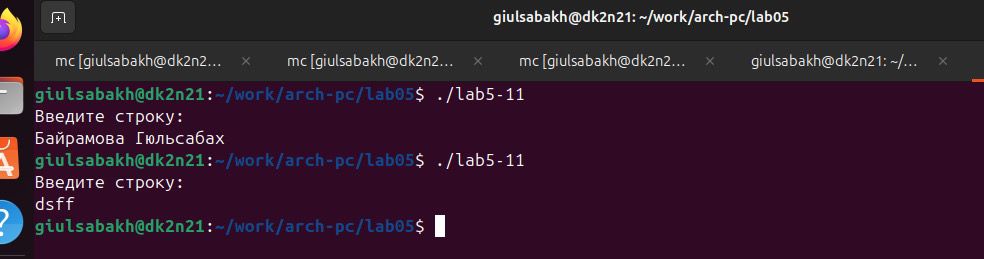 giulsabakh@dk2n21: ~/work/arch-pc/lab05
mc [giulsabakh@dk2n2... × mc [giulsabakh@dk2n2... × mc [giulsabakh@dk2n2... × giulsabakh@dk2n21: ~/... ×
giulsabakh@dk2n21:~/work/arch-pc/lab05$ ./lab5-11
Введите строку:
Байрамова Гюльсабах
giulsabakh@dk2n21:~/work/arch-pc/lab05$ ./lab5-11
Введите строку:
dsff
giulsabakh@dk2n21:~/work/arch-pc/lab05$